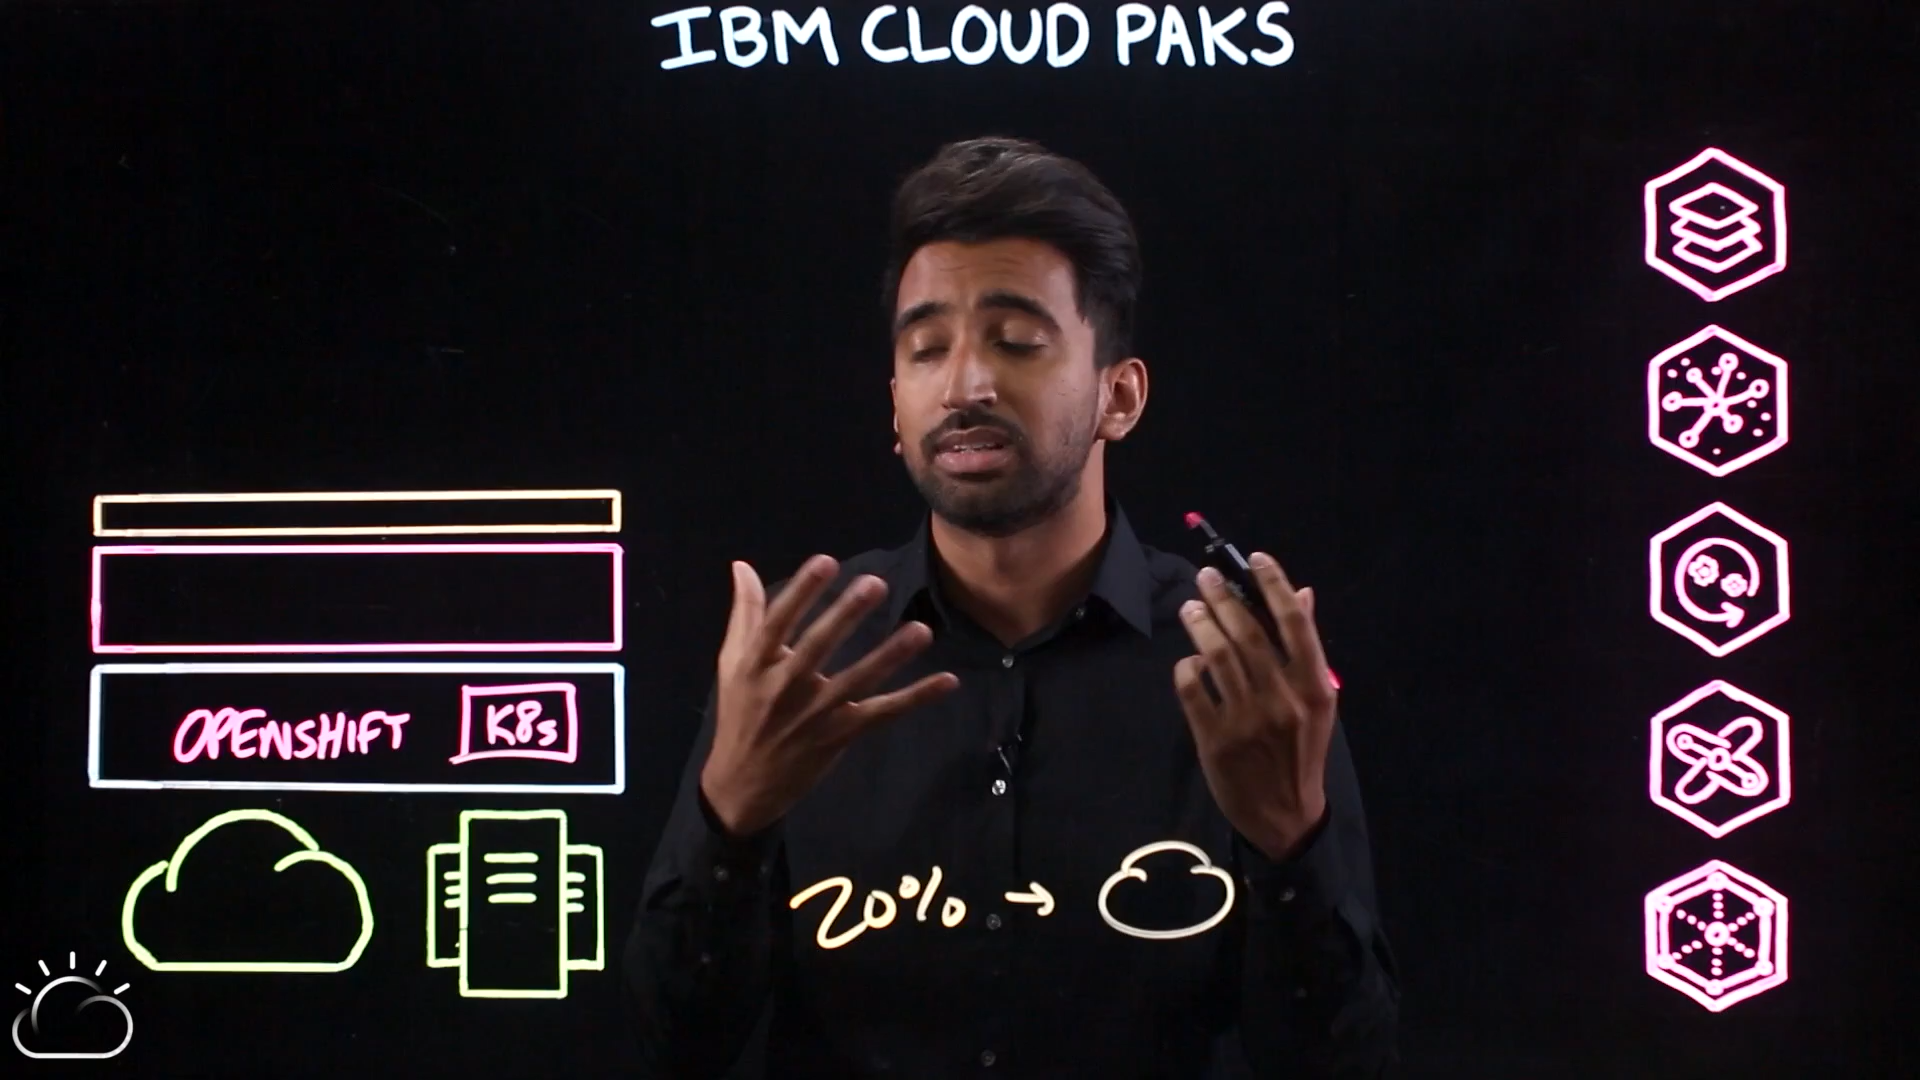 IBM CLOUD PAKS
OPENSHIFT K8s
20% →